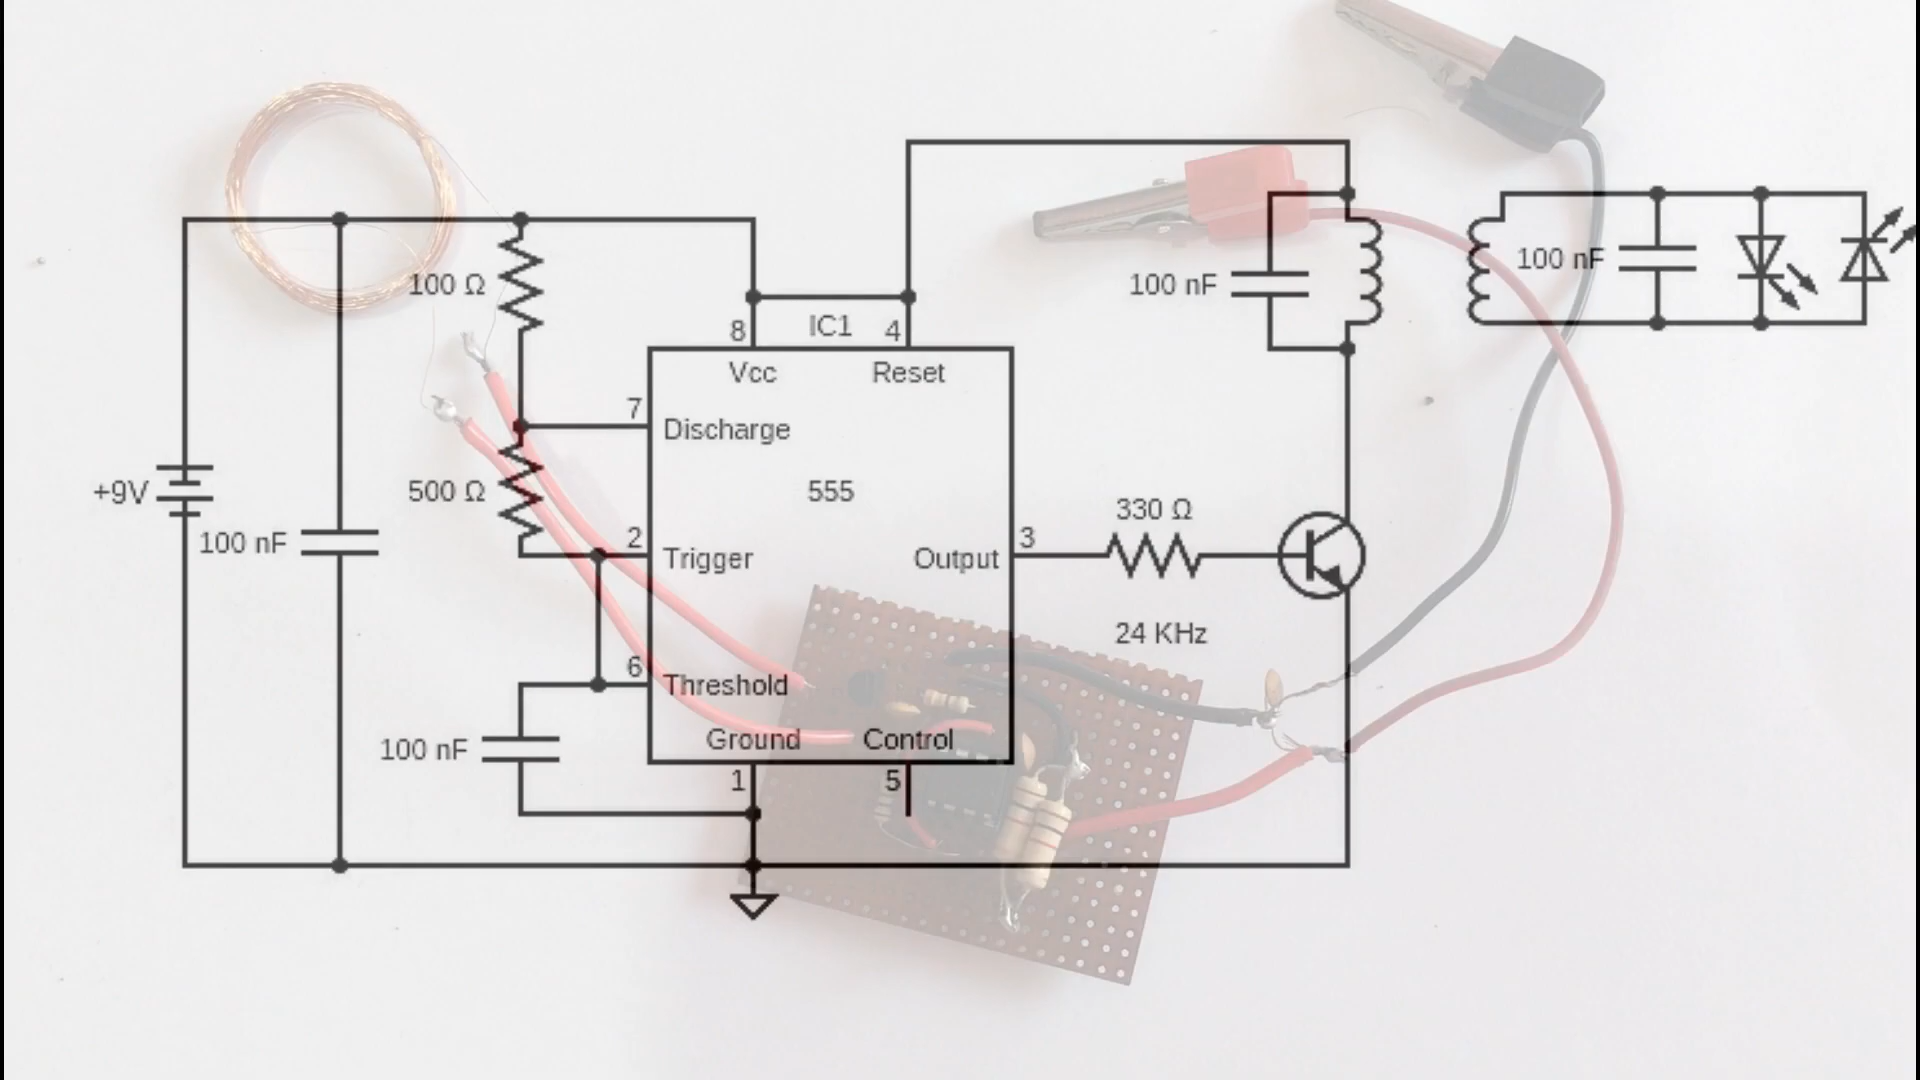 100 Ω
100 nF
100 nF
8
IC1
4
Vcc
Reset
7
Discharge
+9V
500 Ω
555
100 nF
330 Ω
2
3
Trigger
Output
24 KHz
6
Threshold
100 nF
Ground
Control
1
5